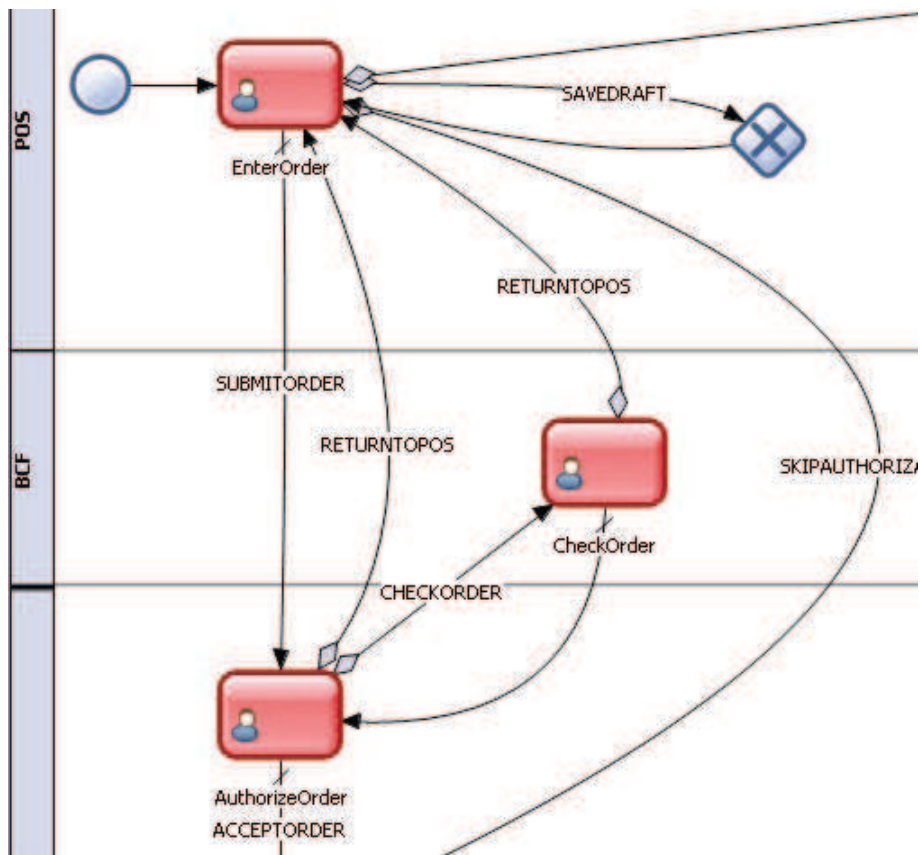 POS
SAVEDRAFT
EnterOrder
RETURNTOPOS
SUBMITORDER
RETURNTOPOS
BCF
SKIPAUTHORIZA
CheckOrder
CHECKORDER
AuthorizeOrder
ACCEPTORDER